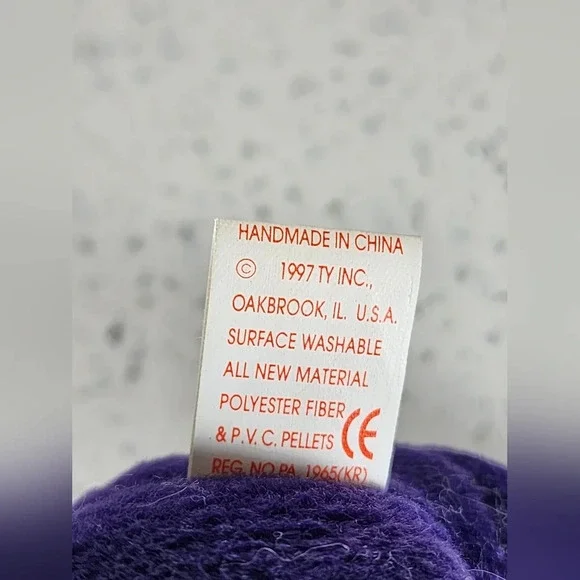 HANDMADE IN CHINA
© 1997 TY INC.,
OAKBROOK, IL. U.S.A.
SURFACE WASHABLE
ALL NEW MATERIAL
POLYESTER FIBER
& P.V.C. PELLETS CE
REG. NO PA. 1965(KR)